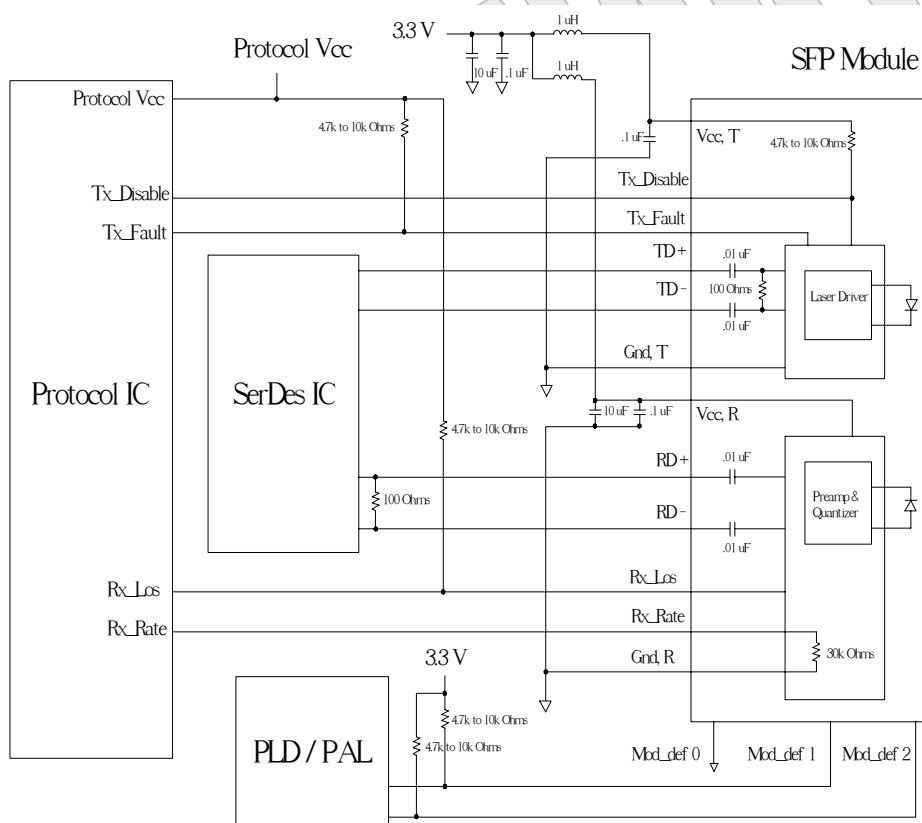 1 uH
3.3 V
Protocol Vcc
SFP Module
1 uH
10 uF
.1 uF
Protocol Vcc
4.7k to 10k Ohms
.1 uF
Vcc, T
4.7k to 10k Ohms
Tx_Disable
Tx_Disable
Tx_Fault
Tx_Fault
TD+
.01 uF
TD-
100 Ohms
Laser Driver
.01 uF
Gnd, T
Protocol IC
SerDes IC
10 uF
.1 uF
Vcc, R
4.7k to 10k Ohms
RD+
.01 uF
100 Ohms
Preamp &
Quantizer
RD-
.01 uF
Rx_Los
Rx_Los
Rx_Rate
Rx_Rate
3.3 V
Gnd, R
30k Ohms
4.7k to 10k Ohms
4.7k to 10k Ohms
PLD / PAL
Mod_def 0
Mod_def 1
Mod_def 2